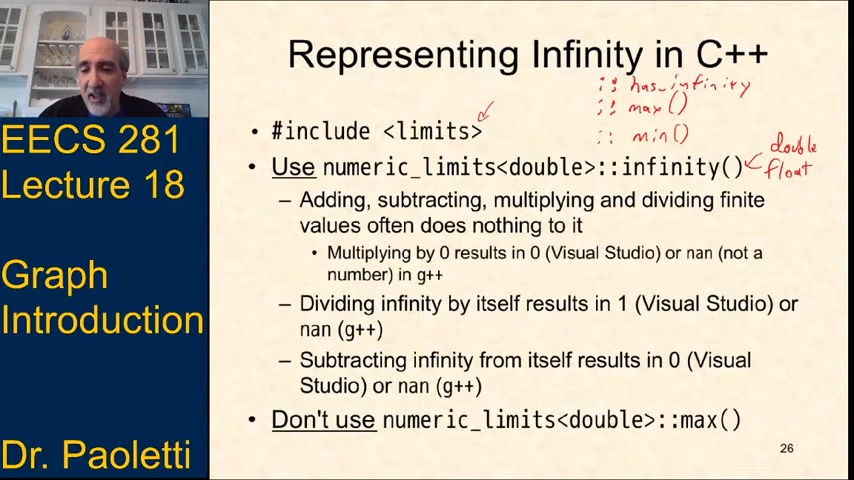 EECS 281
Lecture 18
Graph
Introduction
Dr. Paoletti
Representing Infinity in C++
:: has_infinity
:: max()
:: min()
• #include <limits>
• Use numeric_limits<double>::infinity()
double
float
– Adding, subtracting, multiplying and dividing finite
values often does nothing to it
• Multiplying by 0 results in 0 (Visual Studio) or nan (not a
number) in g++
– Dividing infinity by itself results in 1 (Visual Studio) or
nan (g++)
– Subtracting infinity from itself results in 0 (Visual
Studio) or nan (g++)
• Don't use numeric_limits<double>::max()
26